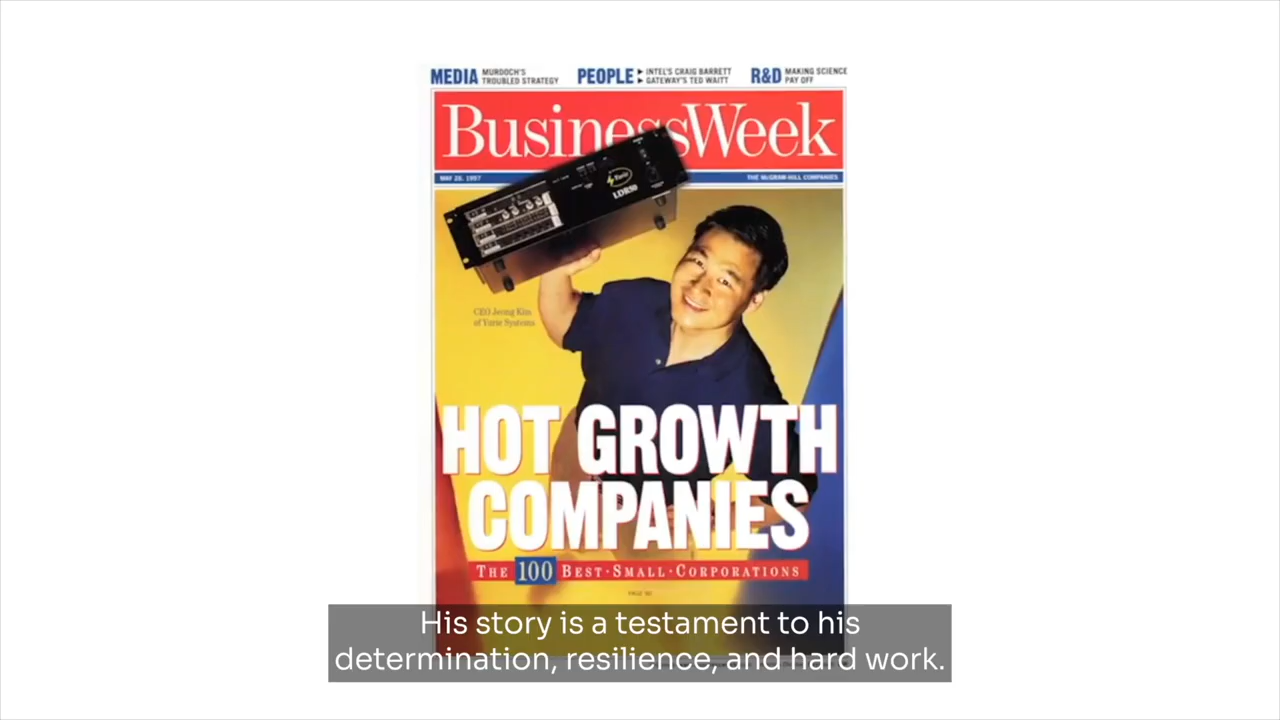 MEDIA MURDOCH'S TROUBLED STRATEGY
PEOPLE ▶ INTEL'S CRAIG BARRETT ▶ GATEWAY'S TED WAITT
R&D MAKING SCIENCE PAY OFF
BusinessWeek
MAY 26, 1997
THE McGRAW-HILL COMPANIES
Yurie
LDR50
CEO Jeong Kim
of Yurie Systems
HOT GROWTH
COMPANIES
THE 100 BEST·SMALL·CORPORATIONS
His story is a testament to his
determination, resilience, and hard work.